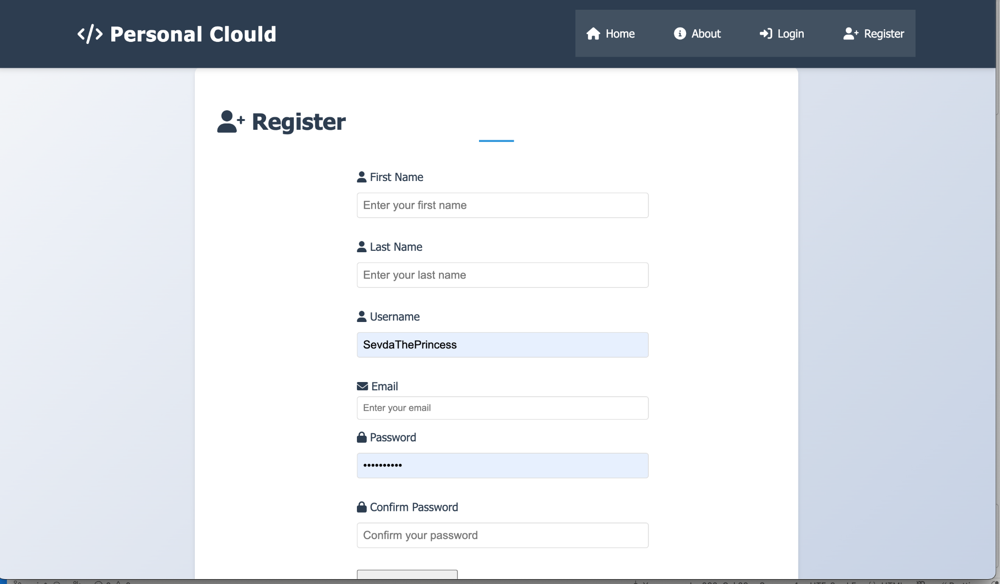 Personal Clould
Home About Login Register
Register
First Name
Enter your first name
Last Name
Enter your last name
Username
SevdaThePrincess
Email
Enter your email
Password
••••••••••
Confirm Password
Confirm your password